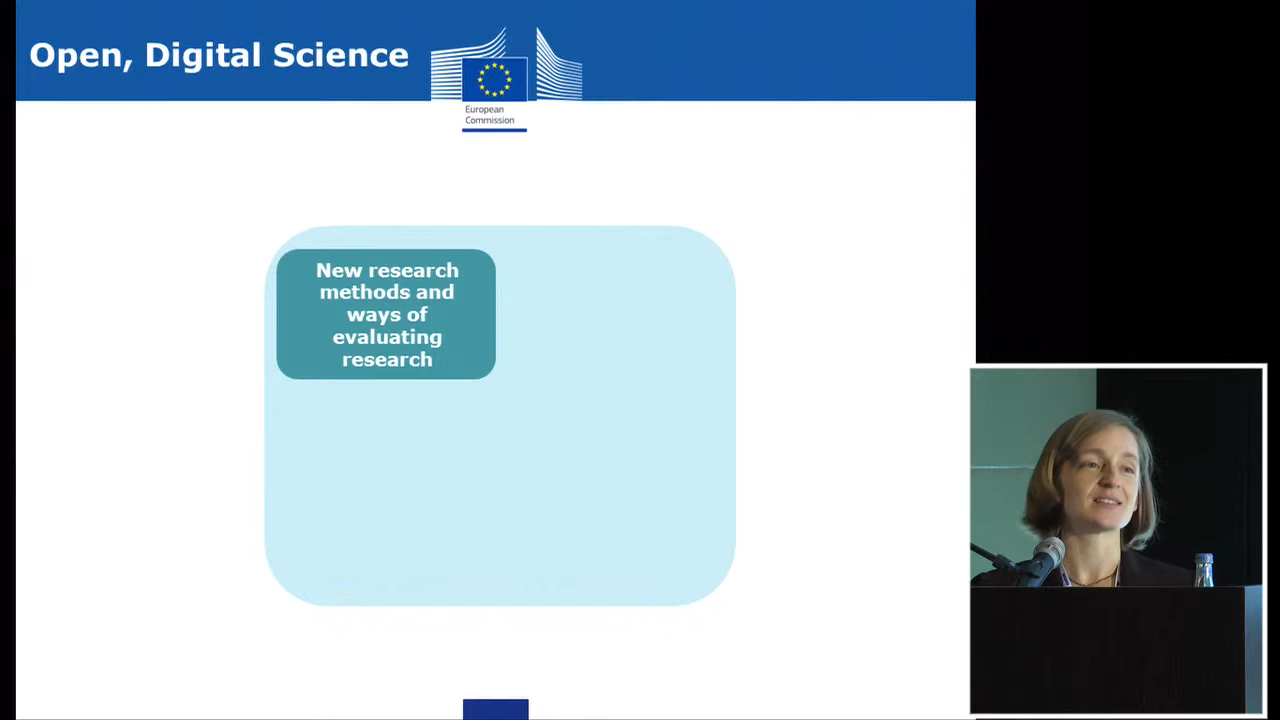 Open, Digital Science
European
Commission
New research
methods and
ways of
evaluating
research